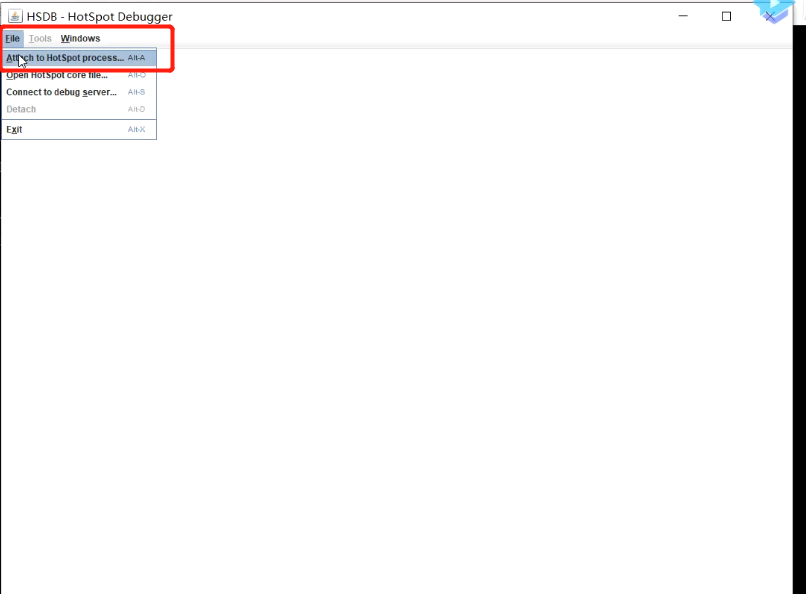 HSDB - HotSpot Debugger
File Tools Windows
Attach to HotSpot process... Alt-A
Open HotSpot core file... Alt-O
Connect to debug server... Alt-S
Detach Alt-D
Exit Alt-X